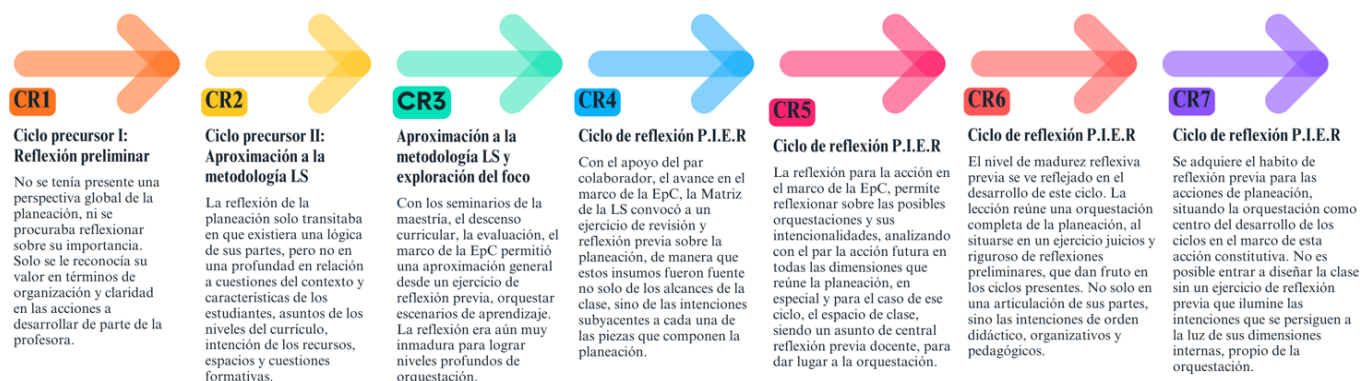 CR1
Ciclo precursor I:
Reflexión preliminar
No se tenía presente una
perspectiva global de la
planeación, ni se
procuraba reflexionar
sobre su importancia.
Solo se le reconocía su
valor en términos de
organización y claridad
en las acciones a
desarrollar de parte de la
profesora.
CR2
Ciclo precursor II:
Aproximación a la
metodología LS
La reflexión de la
planeación solo transitaba
en que existiera una lógica
de sus partes, pero no en
una profundad en relación
a cuestiones del contexto y
características de los
estudiantes, asuntos de los
niveles del currículo,
intención de los recursos,
espacios y cuestiones
formativas.
CR3
Aproximación a la
metodología LS y
exploración del foco
Con los seminarios de la
maestría, el descenso
curricular, la evaluación, el
marco de la EpC permitió
una aproximación general
desde un ejercicio de
reflexión previa, orquestar
escenarios de aprendizaje.
La reflexión era aún muy
inmadura para lograr
niveles profundos de
orquestación.
CR4
Ciclo de reflexión P.I.E.R
Con el apoyo del par
colaborador, el avance en el
marco de la EpC, la Matriz
de la LS convocó a un
ejercicio de revisión y
reflexión previa sobre la
planeación, de manera que
estos insumos fueron fuente
no solo de los alcances de la
clase, sino de las intenciones
subyacentes a cada una de
las piezas que componen la
planeación.
CR5
Ciclo de reflexión P.I.E.R
La reflexión para la acción en
el marco de la EpC, permite
reflexionar sobre las posibles
orquestaciones y sus
intencionalidades, analizando
con el par la acción futura en
todas las dimensiones que
reúne la planeación, en
especial y para el caso de ese
ciclo, el espacio de clase,
siendo un asunto de central
reflexión previa docente, para
dar lugar a la orquestación.
CR6
Ciclo de reflexión P.I.E.R
El nivel de madurez reflexiva
previa se ve reflejado en el
desarrollo de este ciclo. La
lección reúne una orquestación
completa de la planeación, al
situarse en un ejercicio juicios y
riguroso de reflexiones
preliminares, que dan fruto en
los ciclos presentes. No solo en
una articulación de sus partes,
sino las intenciones de orden
didáctico, organizativos y
pedagógicos.
CR7
Ciclo de reflexión P.I.E.R
Se adquiere el habito de
reflexión previa para las
acciones de planeación,
situando la orquestación como
centro del desarrollo de los
ciclos en el marco de esta
acción constitutiva. No es
posible entrar a diseñar la clase
sin un ejercicio de reflexión
previa que ilumine las
intenciones que se persiguen a
la luz de sus dimensiones
internas, propio de la
orquestación.